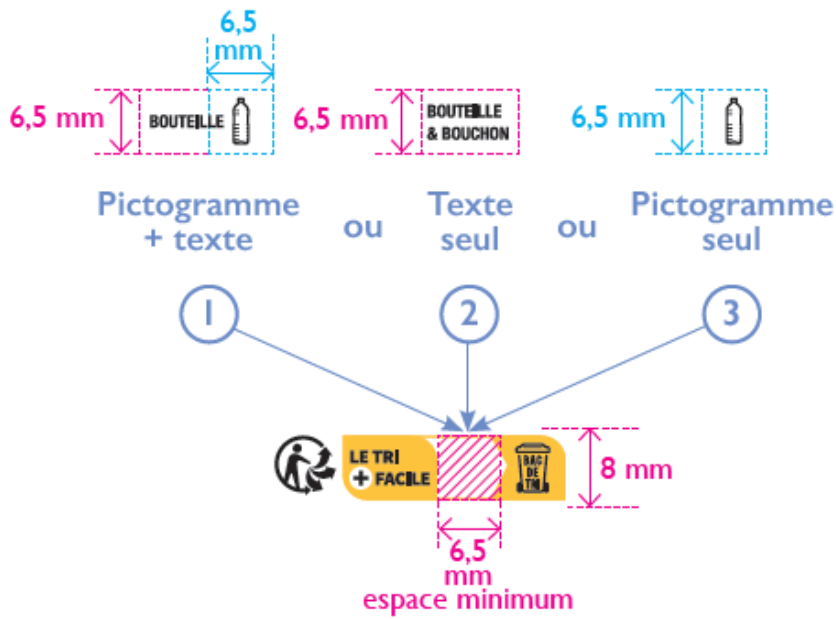 6,5
mm
6,5 mm
BOUTEILLE
6,5 mm
BOUTEILLE
& BOUCHON
6,5 mm
Pictogramme
+ texte
ou
Texte
seul
ou
Pictogramme
seul
1
2
3
LE TRI
+ FACILE
BAC
DE
TRI
8 mm
6,5
mm
espace minimum